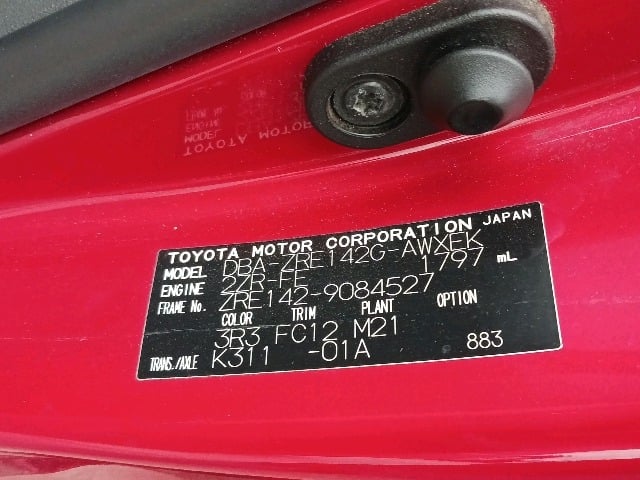 TOYOTA MOTOR CORPORATION JAPAN
MODEL DBA-ZRE142G-AWXEK
ENGINE 2ZR-FE 1797 mL
FRAME No. ZRE142-9084527
COLOR TRIM PLANT OPTION
3R3 FC12 M21
TRANS./AXLE K311 -01A 883